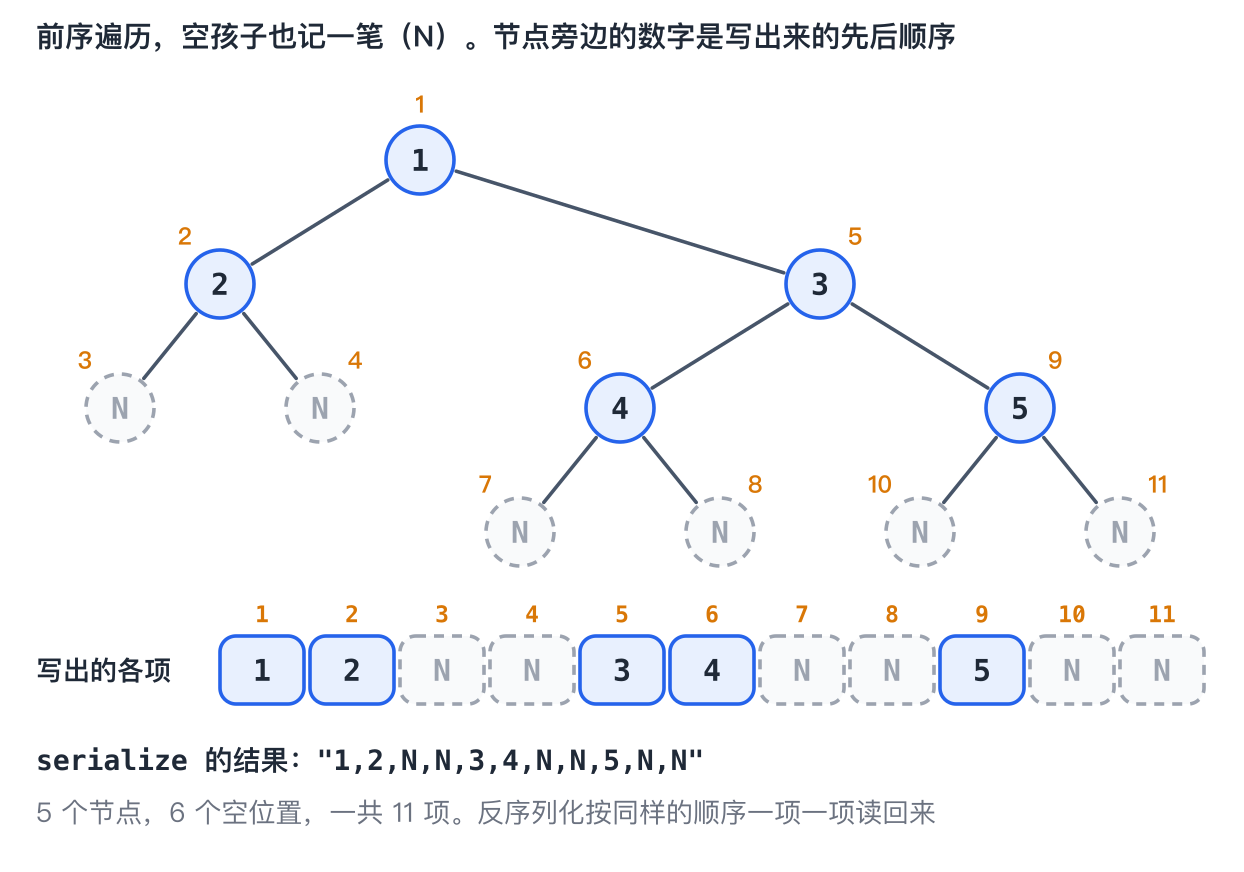 前序遍历，空孩子也记一笔（N）。节点旁边的数字是写出来的先后顺序
1
1
2
5
2
3
3
4
6
9
N
N
4
5
7
8
10
11
N
N
N
N
1 2 3 4 5 6 7 8 9 10 11
写出的各项 1 2 N N 3 4 N N 5 N N
serialize 的结果："1,2,N,N,3,4,N,N,5,N,N"
5 个节点，6 个空位置，一共 11 项。反序列化按同样的顺序一项一项读回来